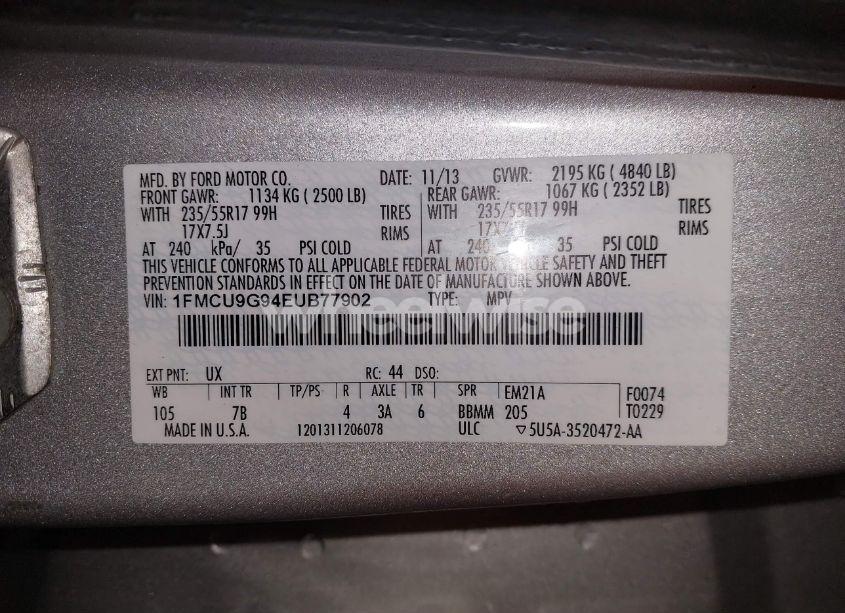 MFD. BY FORD MOTOR CO. DATE: 11/13 GVWR: 2195 KG ( 4840 LB)
FRONT GAWR: 1134 KG ( 2500 LB) REAR GAWR: 1067 KG ( 2352 LB)
WITH 235/55R17 99H TIRES WITH 235/55R17 99H TIRES
17X7.5J RIMS 17X7 RIMS
AT 240 kPa/ 35 PSI COLD AT 240 35 PSI COLD
THIS VEHICLE CONFORMS TO ALL APPLICABLE FEDERAL MOTOR VEHICLE SAFETY AND THEFT
PREVENTION STANDARDS IN EFFECT ON THE DATE OF MANUFACTURE SHOWN ABOVE.
VIN: 1FMCU9G94EUB77902 TYPE: MPV
wheelwise
EXT PNT: UX RC: 44 DSO:
WB INT TR TP/PS R AXLE TR SPR EM21A F0074
105 7B 4 3A 6 BBMM 205 T0229
MADE IN U.S.A. 1201311206078 ULC ▽5U5A-3520472-AA